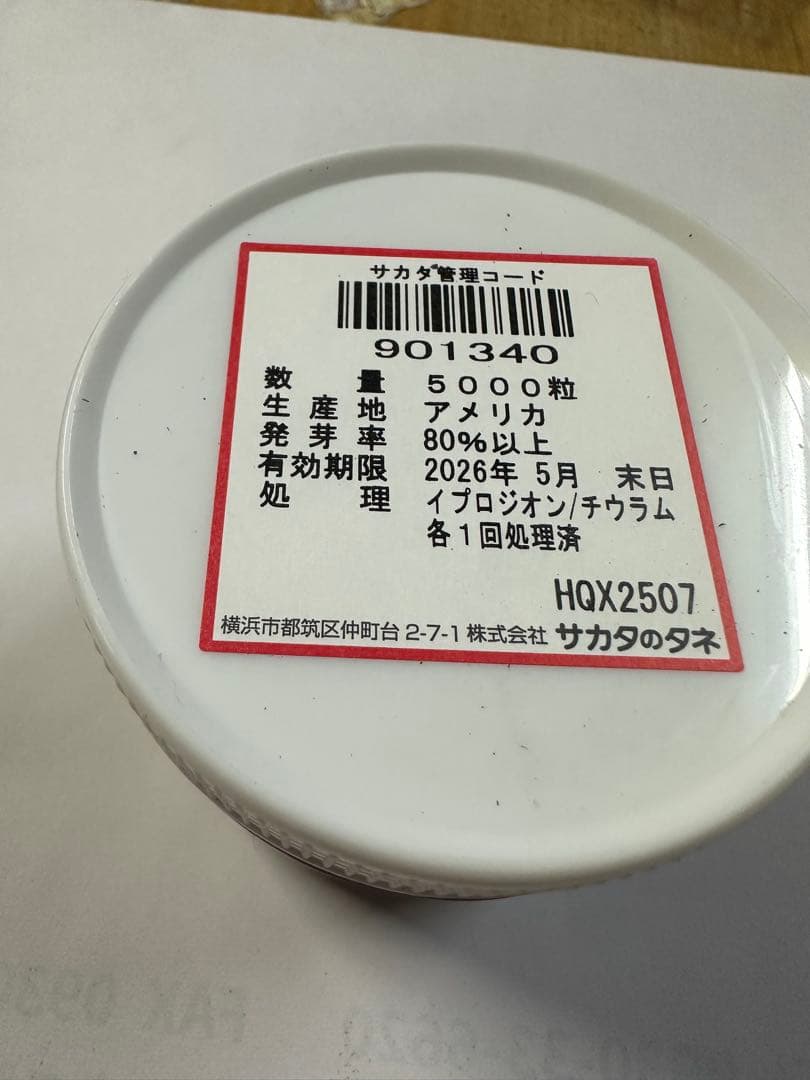 サカタ管理コード
901340
数量 5000粒
生産地 アメリカ
発芽率 80%以上
有効期限 2026年 5月 末日
処理 イプロジオン/チウラム
各1回処理済
HQX2507
横浜市都筑区仲町台 2-7-1 株式会社 サカタのタネ
FAX 093